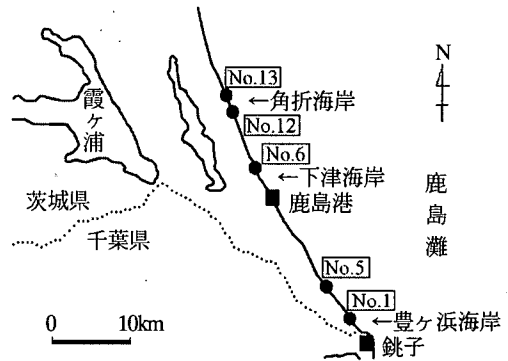 No.13
←角折海岸
No.12
N
霞ヶ浦
No.6
←下津海岸
鹿島港
鹿島灘
茨城県
千葉県
No.5
No.1
←豊ヶ浜海岸
銚子
0 10km